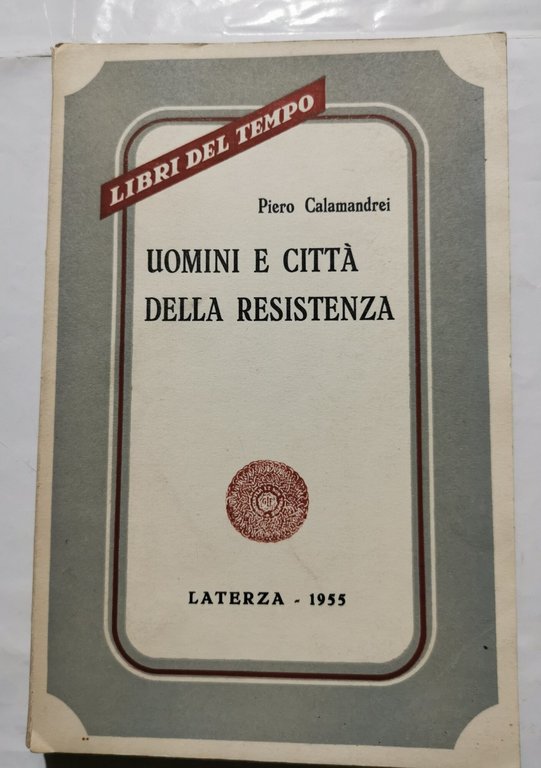 LIBRI DEL TEMPO
Piero Calamandrei
UOMINI E CITTÀ
DELLA RESISTENZA
LATERZA - 1955